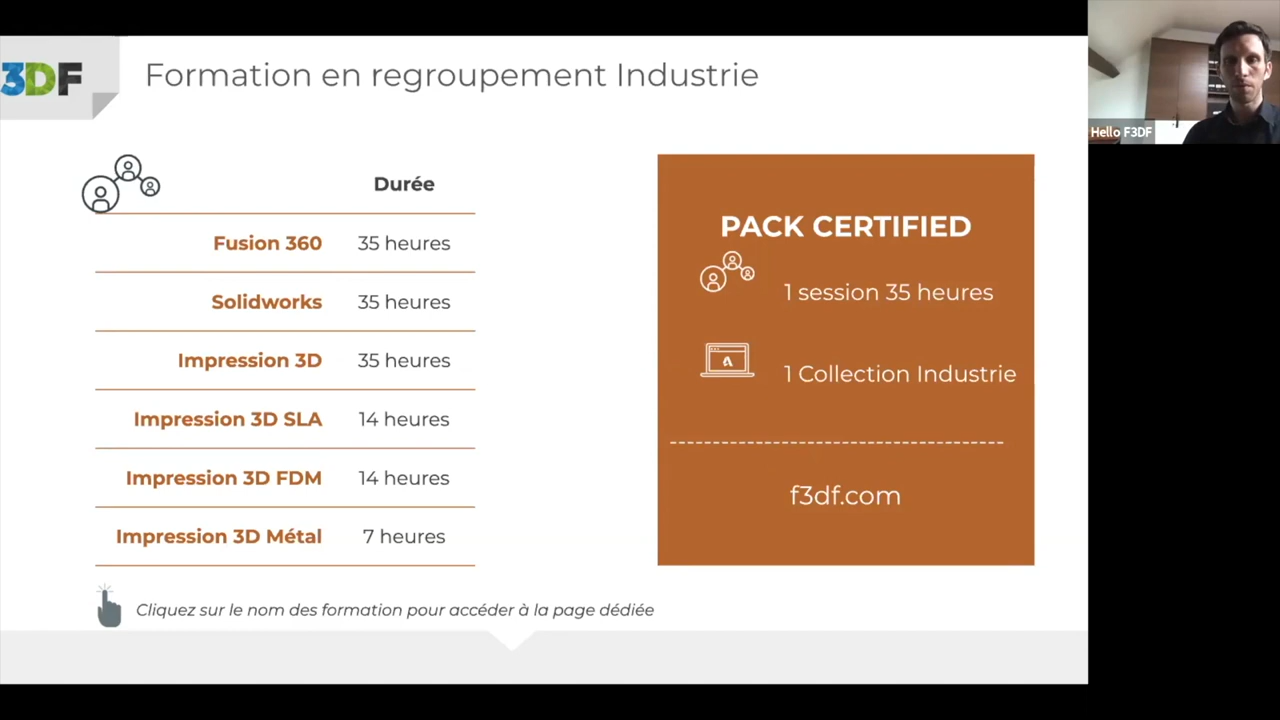 3DF
Formation en regroupement Industrie
Hello F3DF
Durée
Fusion 360 35 heures
Solidworks 35 heures
Impression 3D 35 heures
Impression 3D SLA 14 heures
Impression 3D FDM 14 heures
Impression 3D Métal 7 heures
Cliquez sur le nom des formation pour accéder à la page dédiée
PACK CERTIFIED
1 session 35 heures
1 Collection Industrie
f3df.com